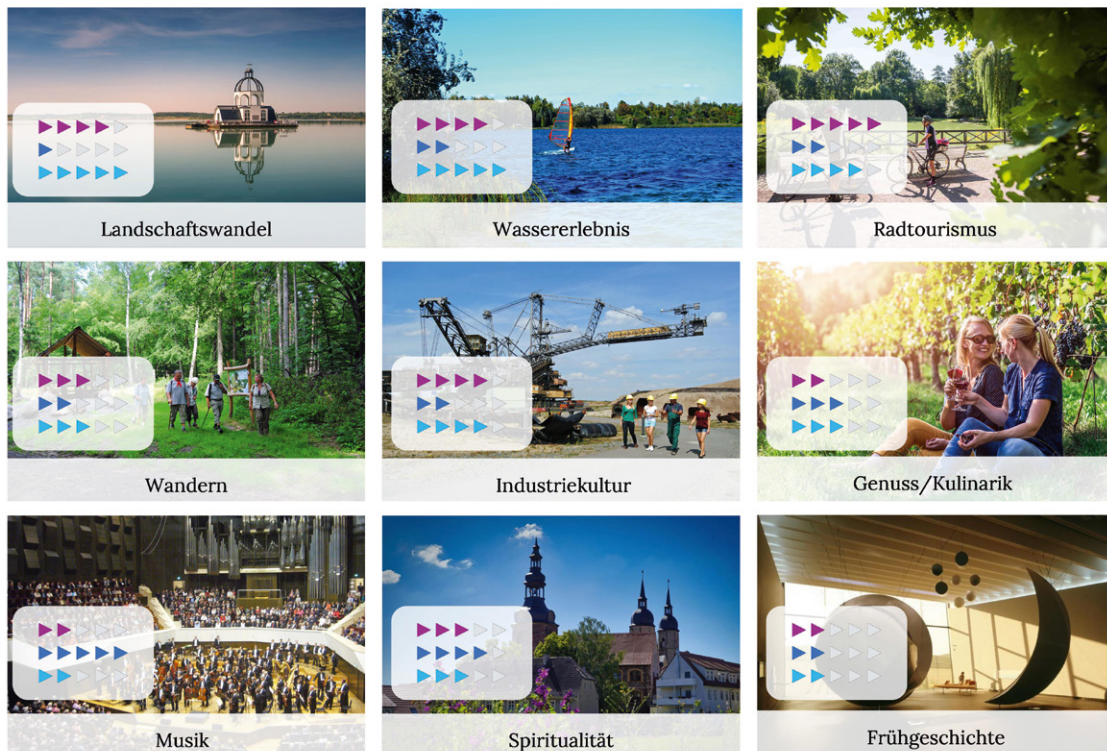 Landschaftswandel
Wassererlebnis
Radtourismus
Wandern
Industriekultur
Genuss/Kulinarik
Musik
Spiritualität
Frühgeschichte